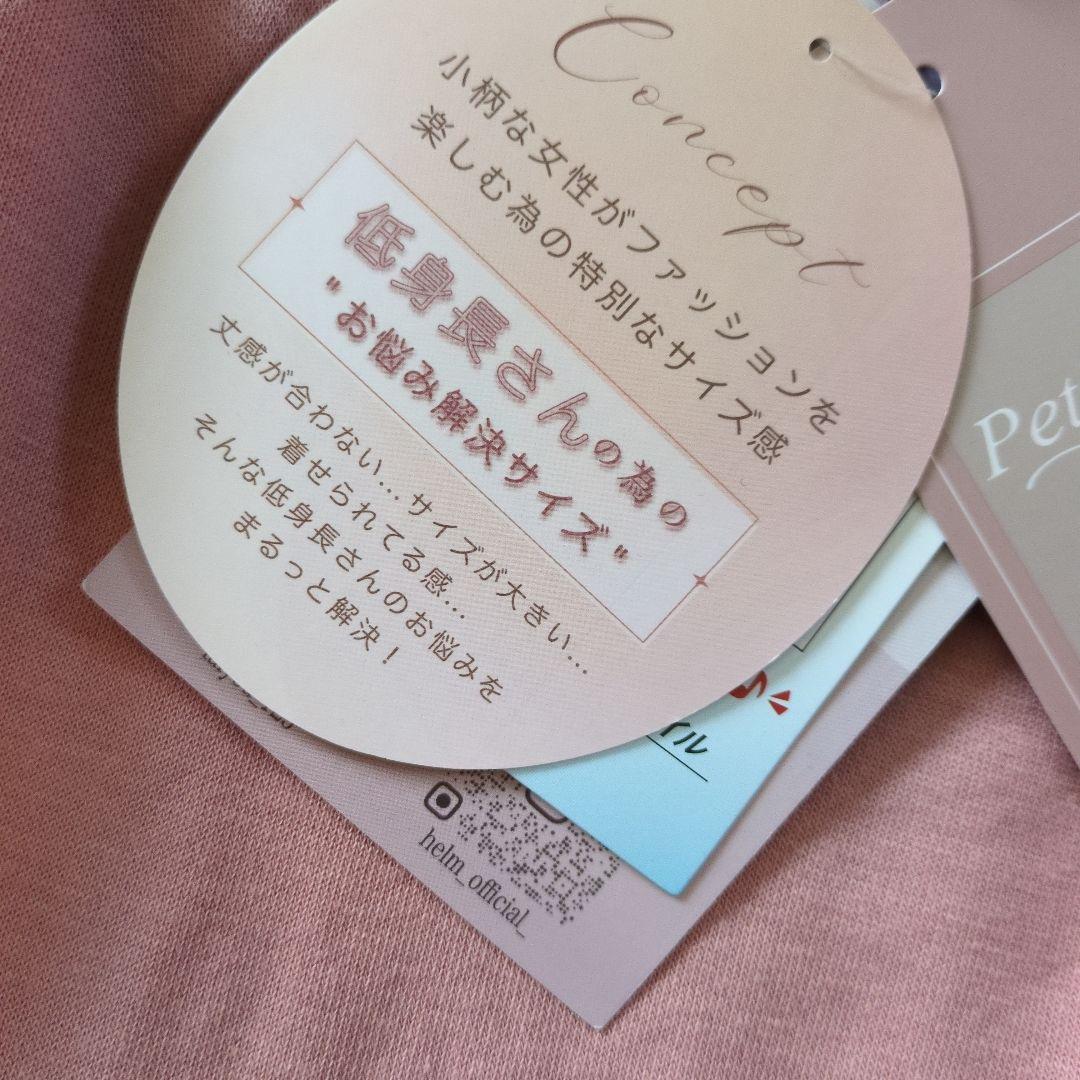 Concept
小柄な女性がファッションを
楽しむ為の特別なサイズ感
低身長さんの為の
"お悩み解決サイズ"
丈感が合わない…サイズが大きい…
着せられてる感…
そんな低身長さんのお悩みを
まるっと解決！
Pet
イル
helm_official_